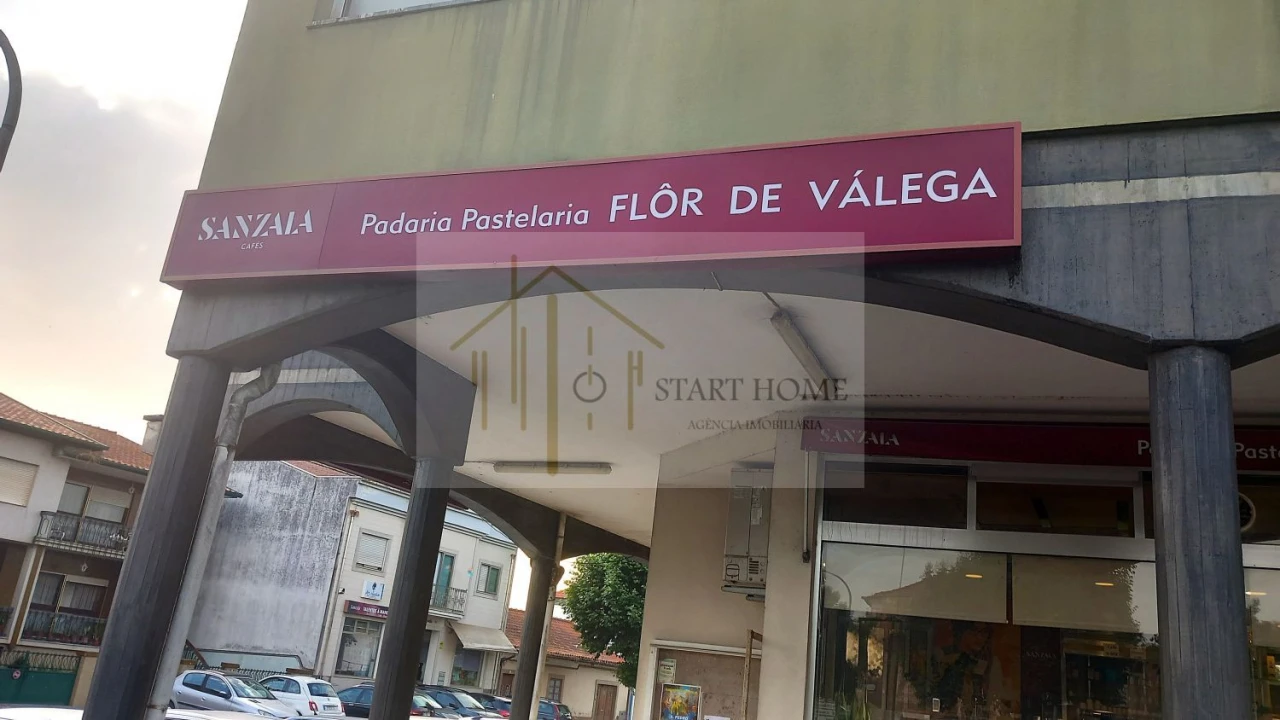 SANZALA
CAFÉS
Padaria Pastelaria FLÔR DE VÁLEGA
START HOME
AGÊNCIA IMOBILIÁRIA
SANZALA